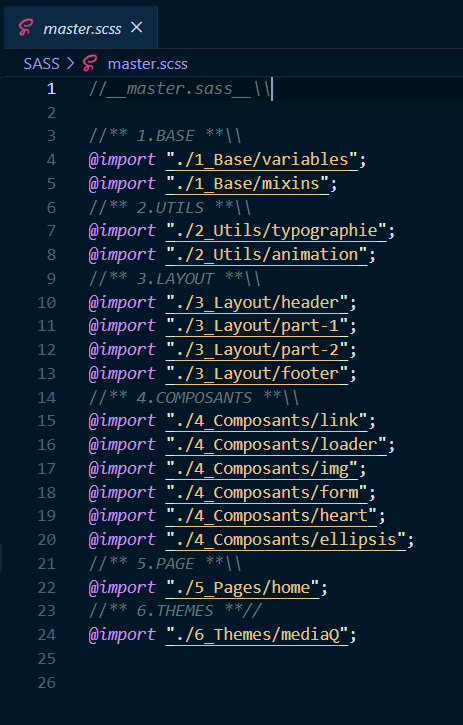 master.scss ×
SASS > master.scss
1 //__master.sass__\\
2
3 //** 1.BASE **\\
4 @import "./1_Base/variables";
5 @import "./1_Base/mixins";
6 //** 2.UTILS **\\
7 @import "./2_Utils/typographie";
8 @import "./2_Utils/animation";
9 //** 3.LAYOUT **\\
10 @import "./3_Layout/header";
11 @import "./3_Layout/part-1";
12 @import "./3_Layout/part-2";
13 @import "./3_Layout/footer";
14 //** 4.COMPOSANTS **\\
15 @import "./4_Composants/link";
16 @import "./4_Composants/loader";
17 @import "./4_Composants/img";
18 @import "./4_Composants/form";
19 @import "./4_Composants/heart";
20 @import "./4_Composants/ellipsis";
21 //** 5.PAGE **\\
22 @import "./5_Pages/home";
23 //** 6.THEMES **//
24 @import "./6_Themes/mediaQ";
25
26